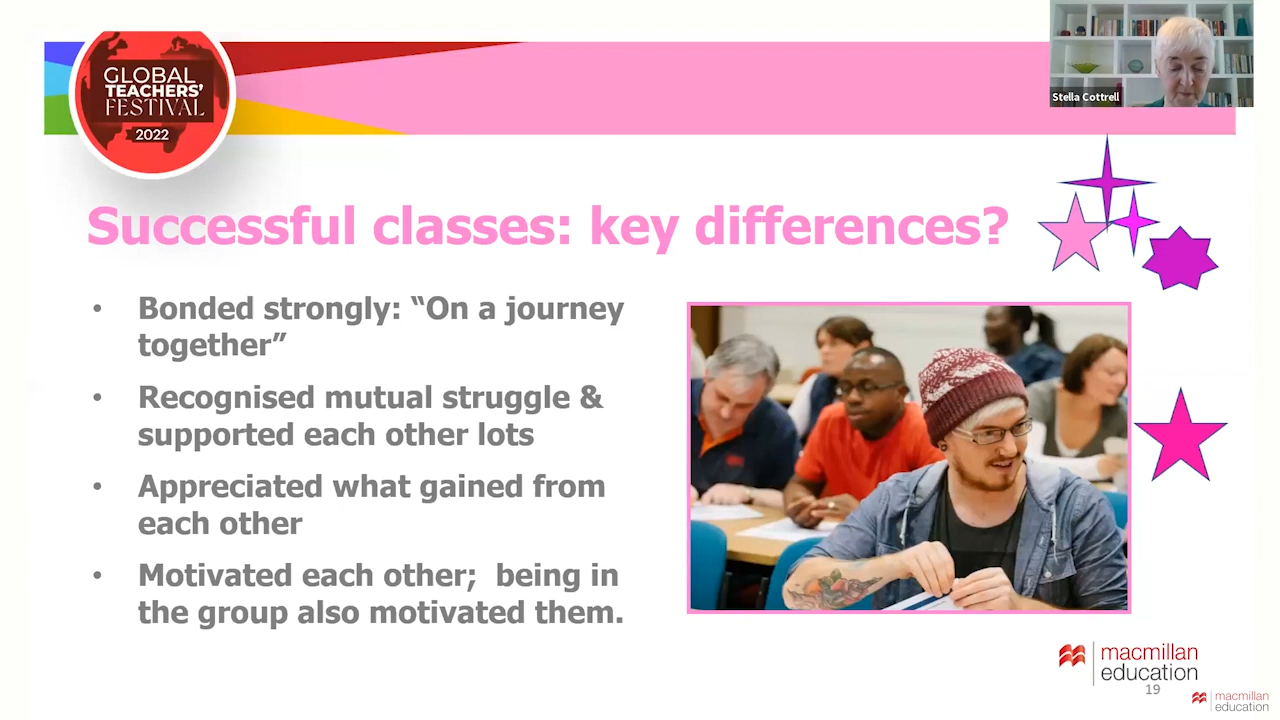 GLOBAL
TEACHERS'
FESTIVAL
2022
Stella Cottrell
Successful classes: key differences?
• Bonded strongly: “On a journey
together”
• Recognised mutual struggle &
supported each other lots
• Appreciated what gained from
each other
• Motivated each other;  being in
the group also motivated them.
macmillan
education
19
macmillan
education